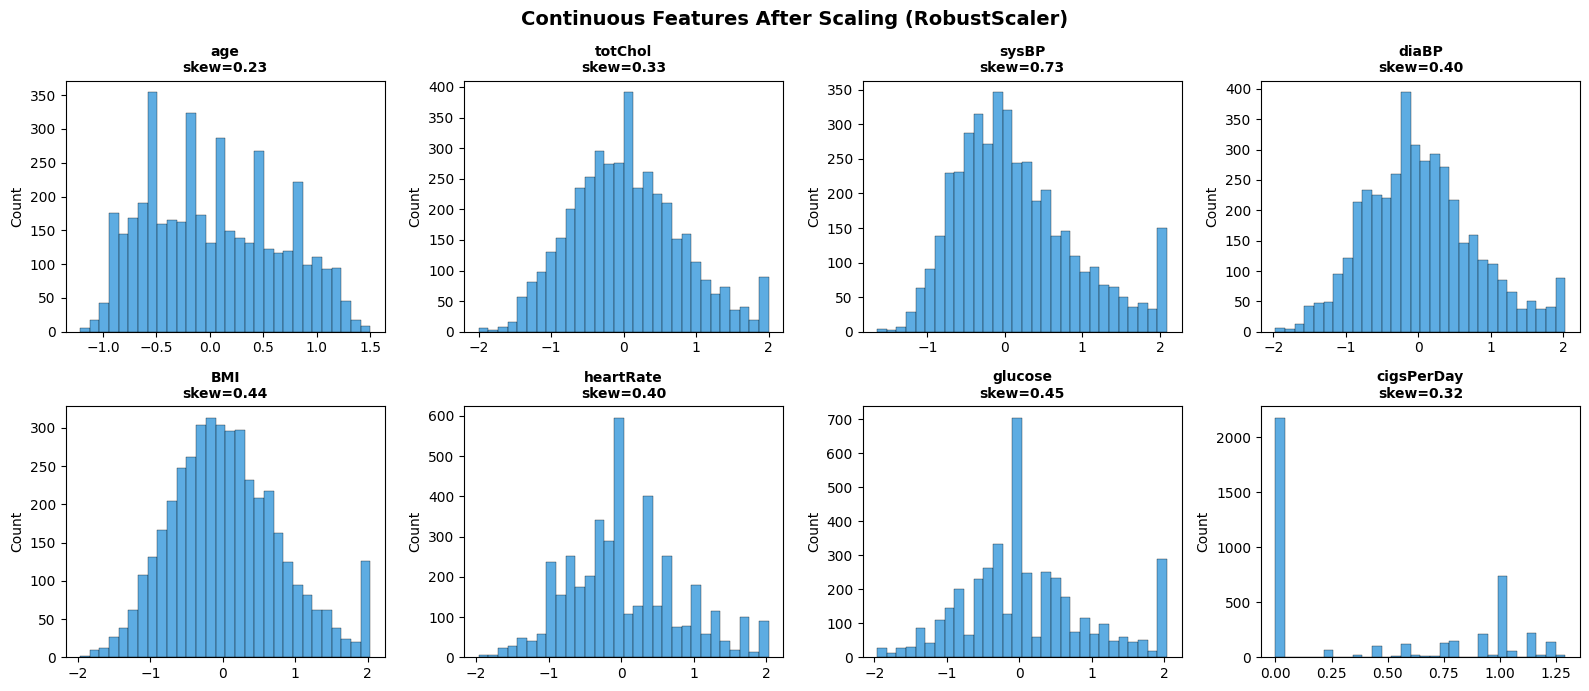 Continuous Features After Scaling (RobustScaler)
age
skew=0.23
totChol
skew=0.33
sysBP
skew=0.73
diaBP
skew=0.40
Count
350
300
250
200
150
100
50
0
−1.0 −0.5 0.0 0.5 1.0 1.5
Count
400
350
300
250
200
150
100
50
0
−2 −1 0 1 2
Count
350
300
250
200
150
100
50
0
−1 0 1 2
Count
400
350
300
250
200
150
100
50
0
−2 −1 0 1 2
BMI
skew=0.44
heartRate
skew=0.40
glucose
skew=0.45
cigsPerDay
skew=0.32
Count
300
250
200
150
100
50
0
−2 −1 0 1 2
Count
600
500
400
300
200
100
0
−2 −1 0 1 2
Count
700
600
500
400
300
200
100
0
−2 −1 0 1 2
Count
2000
1500
1000
500
0
0.00 0.25 0.50 0.75 1.00 1.25